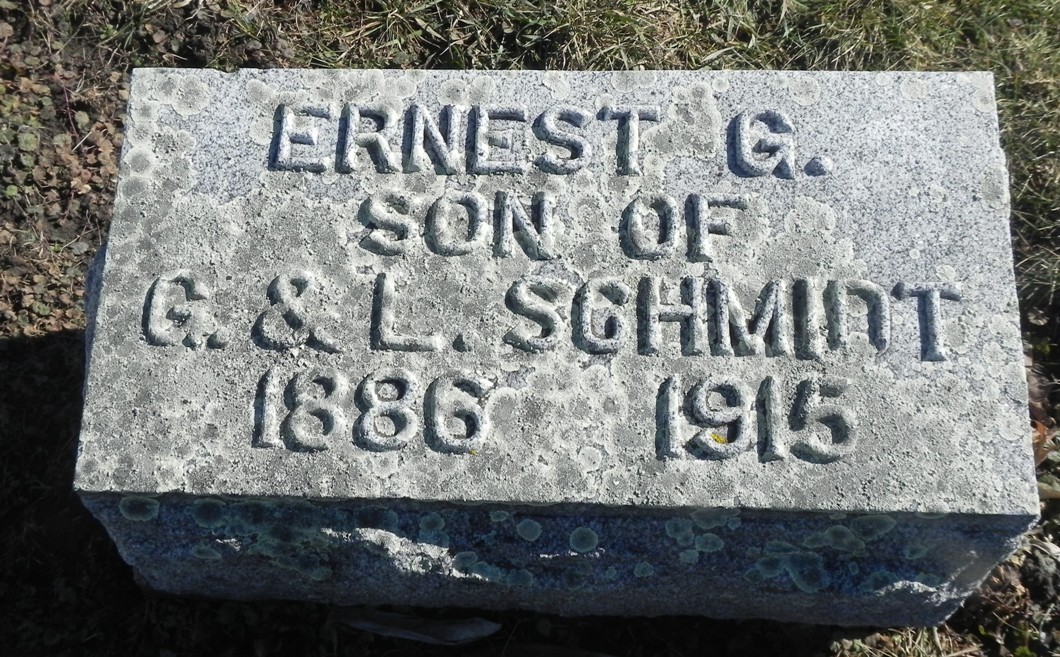 ERNEST G.
SON OF
G. & L. SCHMIDT
1886 1915